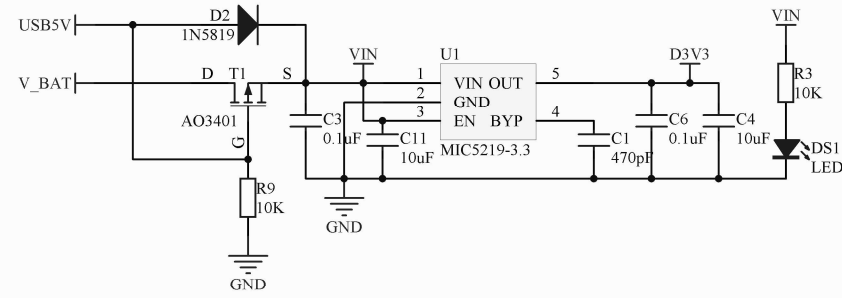 USB5V
D2
1N5819
VIN
U1
D3V3
VIN
V_BAT
D
T1
S
1
VIN OUT
5
R3
10K
2
GND
AO3401
3
EN BYP
4
G
C3
0.1uF
C11
10uF
MIC5219-3.3
C1
470pF
C6
0.1uF
C4
10uF
DS1
LED
R9
10K
GND
GND